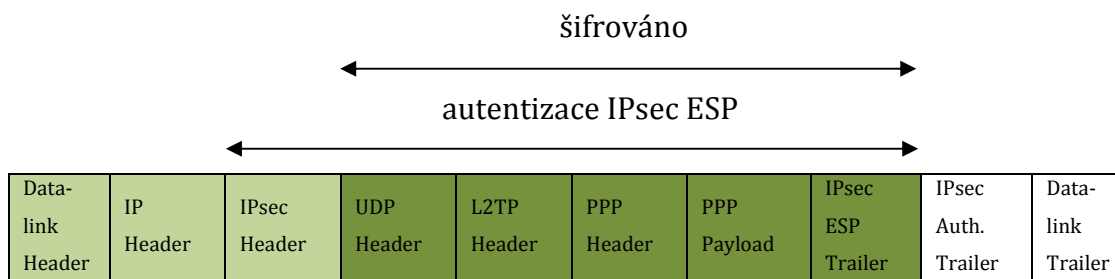 šifrováno
autentizace IPsec ESP
Data-
link
Header
IP
Header
IPsec
Header
UDP
Header
L2TP
Header
PPP
Header
PPP
Payload
IPsec
ESP
Trailer
IPsec
Auth.
Trailer
Data-
link
Trailer